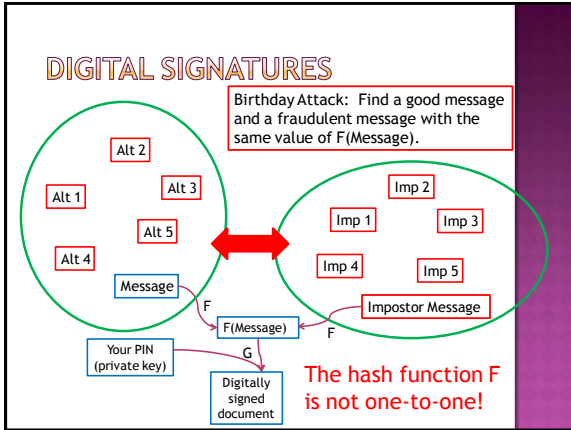 DIGITAL SIGNATURES
Birthday Attack: Find a good message
and a fraudulent message with the
same value of F(Message).
Alt 2
Alt 1
Alt 3
Alt 5
Alt 4
Imp 2
Imp 1
Imp 3
Imp 4
Imp 5
Message
Impostor Message
F
F(Message)
F
Your PIN
(private key)
G
Digitally
signed
document
The hash function F
is not one-to-one!